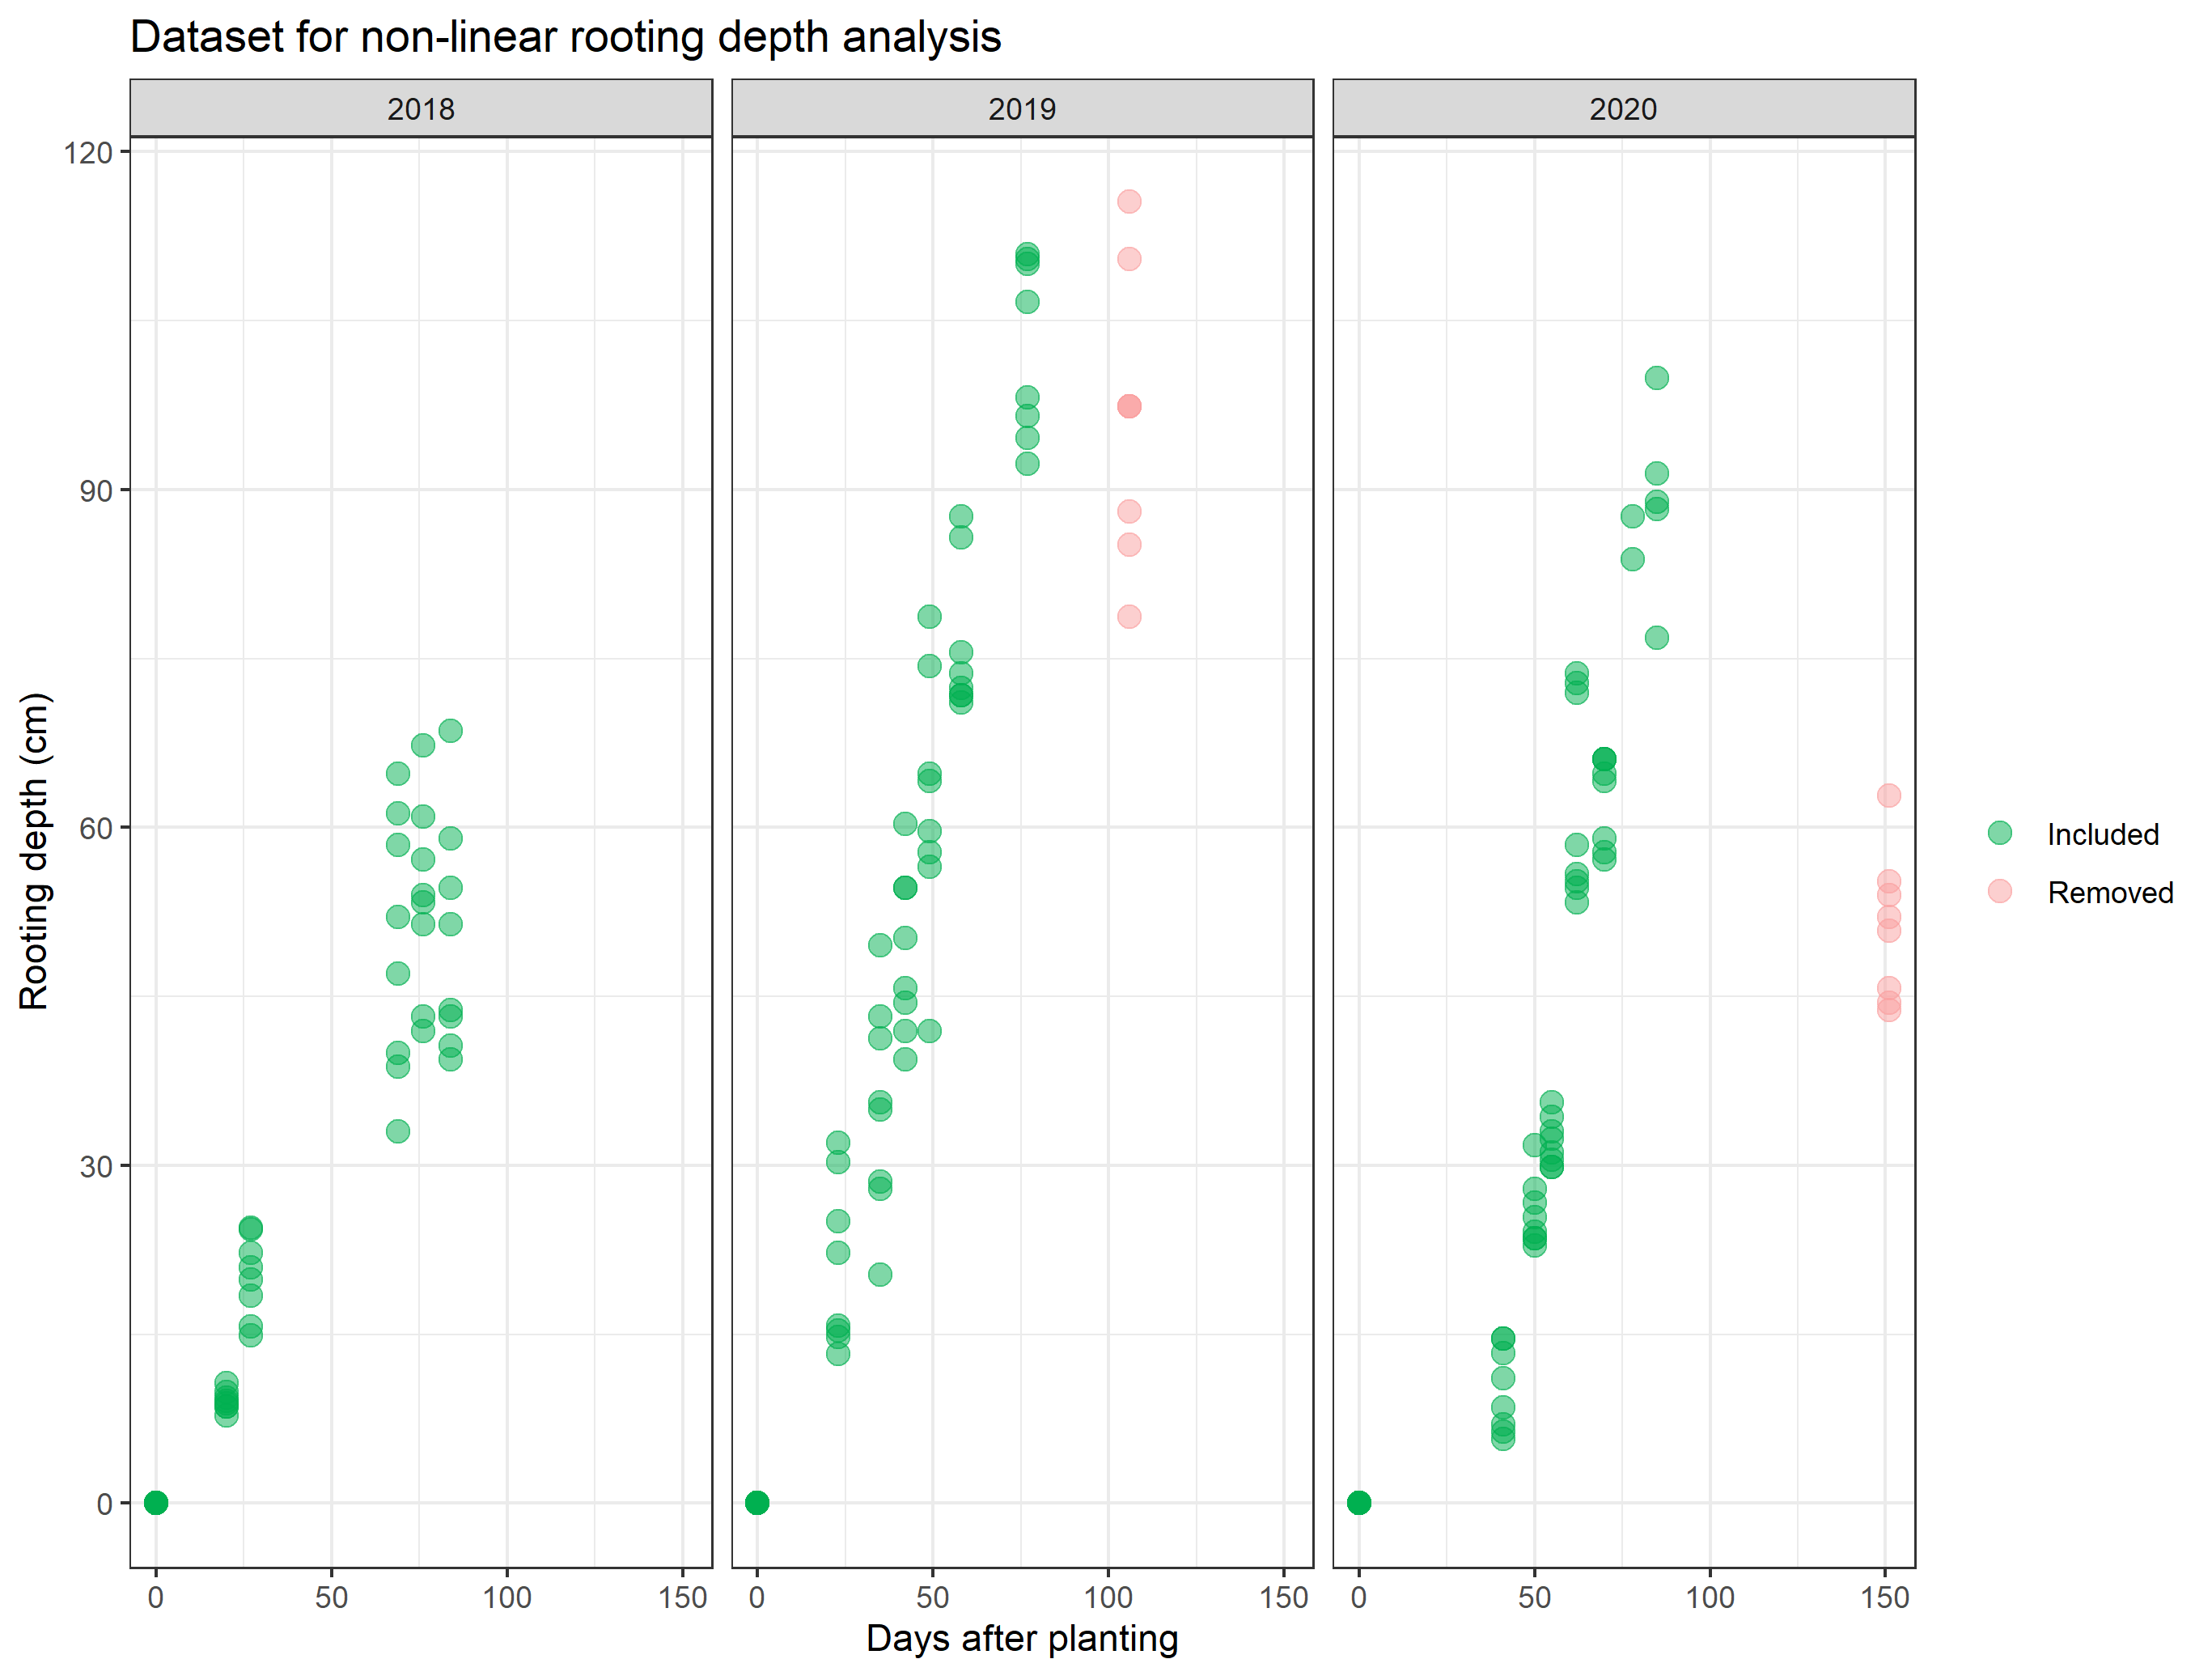 Dataset for non-linear rooting depth analysis
2018 2019 2020
120
90
60
30
0
Rooting depth (cm)
0 50 100 150 0 50 100 150 0 50 100 150
Days after planting
Included
Removed